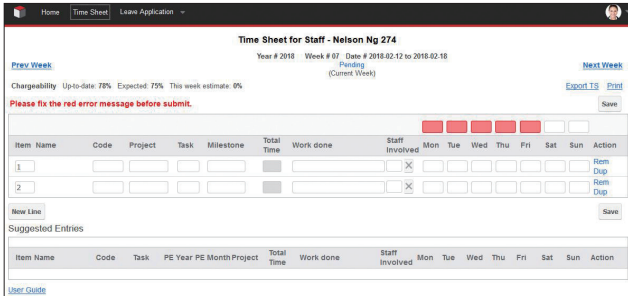 Home Time Sheet Leave Application
Time Sheet for Staff - Nelson Ng 274
Year # 2018 Week # 07 Date # 2018-02-12 to 2018-02-18
Prev Week Pending Next Week
(Current Week)
Chargeability Up-to-date: 78% Expected: 75% This week estimate: 0% Export TS Print
Please fix the red error message before submit. Save
Item Name Code Project Task Milestone Total Time Work done Staff Involved Mon Tue Wed Thu Fri Sat Sun Action
1 Rem
Dup
2 Rem
Dup
New Line Save
Suggested Entries
Item Name Code Task PE Year PE Month Project Total Time Work done Staff Involved Mon Tue Wed Thu Fri Sat Sun Action
User Guide